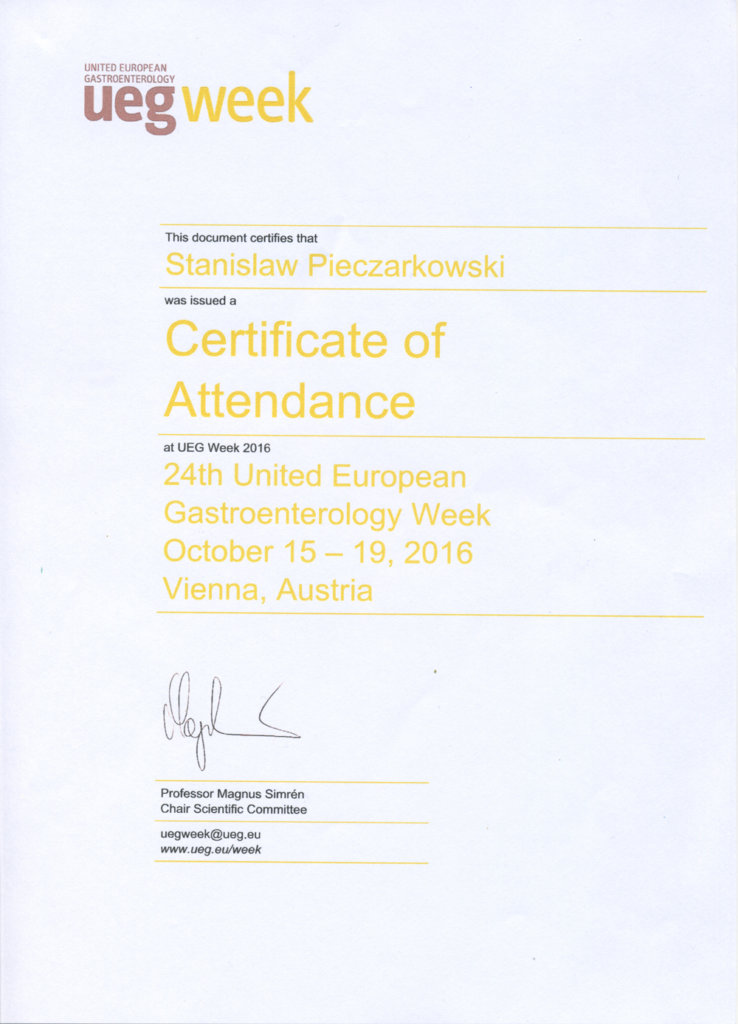 UNITED EUROPEAN
GASTROENTEROLOGY
ueg week
This document certifies that
Stanislaw Pieczarkowski
was issued a
Certificate of
Attendance
at UEG Week 2016
24th United European
Gastroenterology Week
October 15 – 19, 2016
Vienna, Austria
Professor Magnus Simrén
Chair Scientific Committee
uegweek@ueg.eu
www.ueg.eu/week